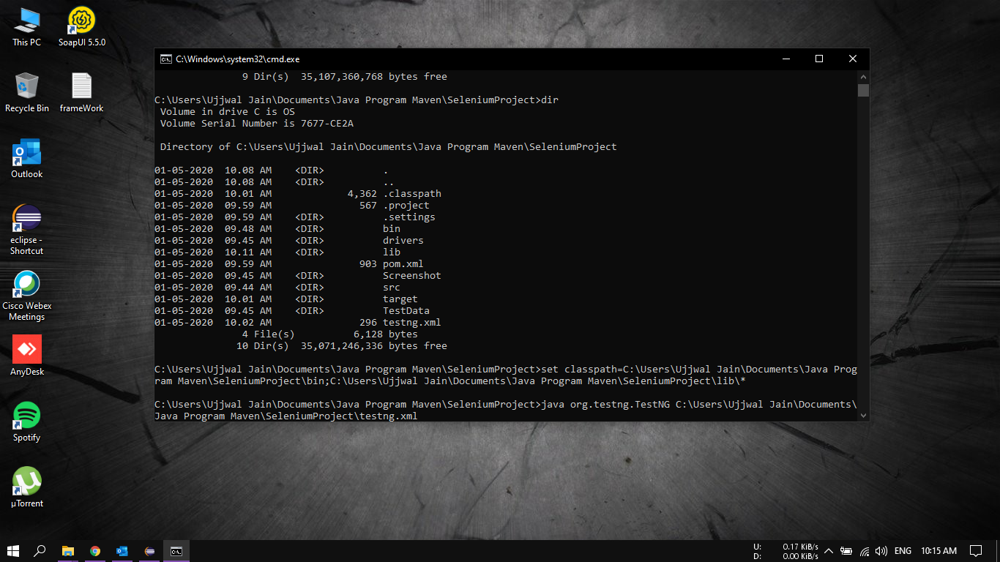 This PC
SoapUI 5.5.0
Recycle Bin
frameWork
Outlook
eclipse -
Shortcut
Cisco Webex
Meetings
AnyDesk
Spotify
µTorrent
C:\Windows\system32\cmd.exe
9 Dir(s)  35,107,360,768 bytes free
C:\Users\Ujjwal Jain\Documents\Java Program Maven\SeleniumProject>dir
Volume in drive C is OS
Volume Serial Number is 7677-CE2A
Directory of C:\Users\Ujjwal Jain\Documents\Java Program Maven\SeleniumProject
01-05-2020  10.08 AM    <DIR>          .
01-05-2020  10.08 AM    <DIR>          ..
01-05-2020  10.01 AM             4,362 .classpath
01-05-2020  09.59 AM               567 .project
01-05-2020  09.59 AM    <DIR>          .settings
01-05-2020  09.48 AM    <DIR>          bin
01-05-2020  09.45 AM    <DIR>          drivers
01-05-2020  10.11 AM    <DIR>          lib
01-05-2020  09.59 AM               903 pom.xml
01-05-2020  09.45 AM    <DIR>          Screenshot
01-05-2020  09.44 AM    <DIR>          src
01-05-2020  10.01 AM    <DIR>          target
01-05-2020  09.45 AM    <DIR>          TestData
01-05-2020  10.02 AM               296 testng.xml
4 File(s)          6,128 bytes
10 Dir(s)  35,071,246,336 bytes free
C:\Users\Ujjwal Jain\Documents\Java Program Maven\SeleniumProject>set classpath=C:\Users\Ujjwal Jain\Documents\Java Prog
ram Maven\SeleniumProject\bin;C:\Users\Ujjwal Jain\Documents\Java Program Maven\SeleniumProject\lib\*
C:\Users\Ujjwal Jain\Documents\Java Program Maven\SeleniumProject>java org.testng.TestNG C:\Users\Ujjwal Jain\Documents\
Java Program Maven\SeleniumProject\testng.xml
U: 0.17 KiB/s
D: 0.00 KiB/s
ENG
10:15 AM